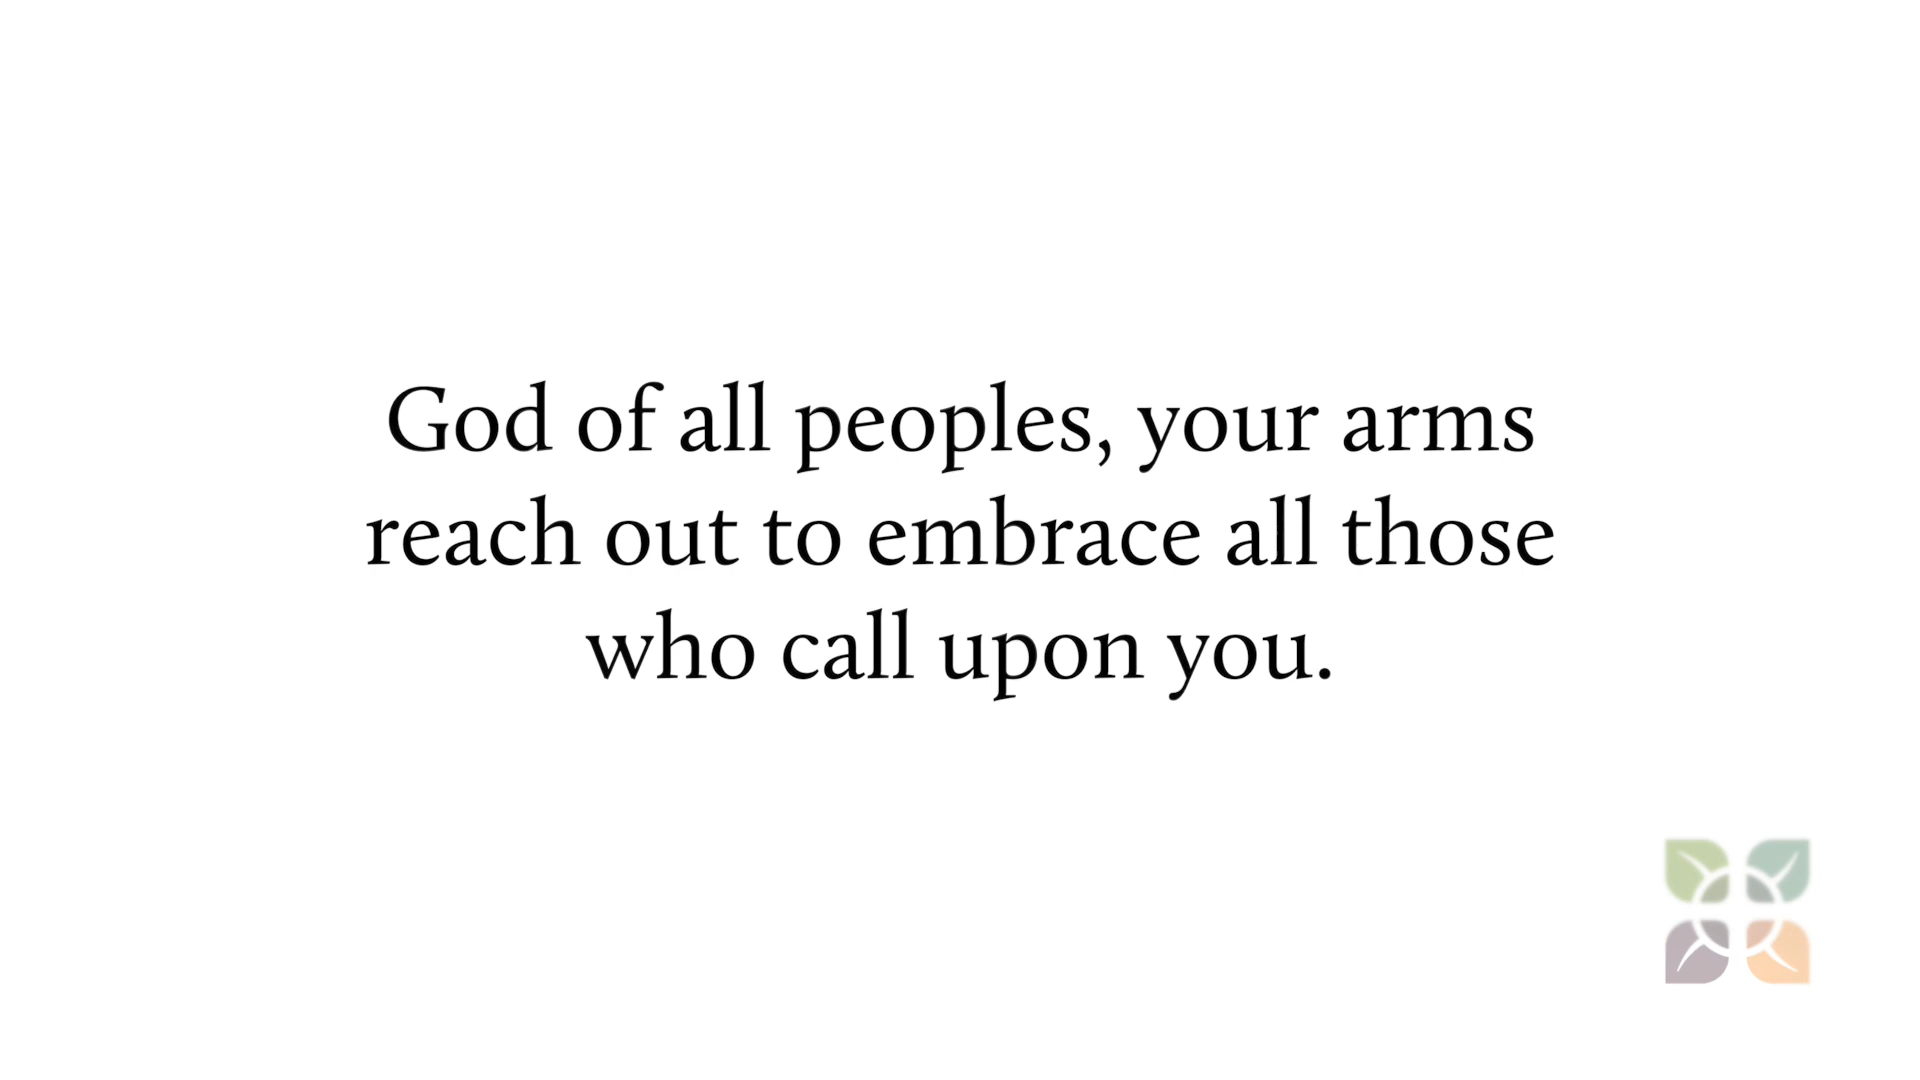 God of all peoples, your arms
reach out to embrace all those
who call upon you.